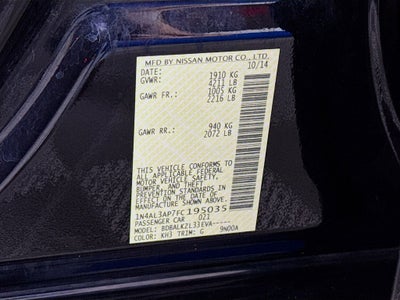 MFD BY NISSAN MOTOR CO., LTD.
DATE: 10/14
GVWR: 1910 KG
4211 LB
GAWR FR.: 1005 KG
2216 LB
GAWR RR.: 940 KG
2072 LB
THIS VEHICLE CONFORMS TO
ALL APPLICABLE FEDERAL
MOTOR VEHICLE SAFETY,
BUMPER, AND THEFT
PREVENTION STANDARDS IN
EFFECT ON THE DATE OF
MANUFACTURE SHOWN ABOVE.
1N4AL3AP7FC195035
PASSENGER CAR 021
MODEL: BDBALKZL33EVA-----
COLOR: KH3 TRIM: G 9N00A